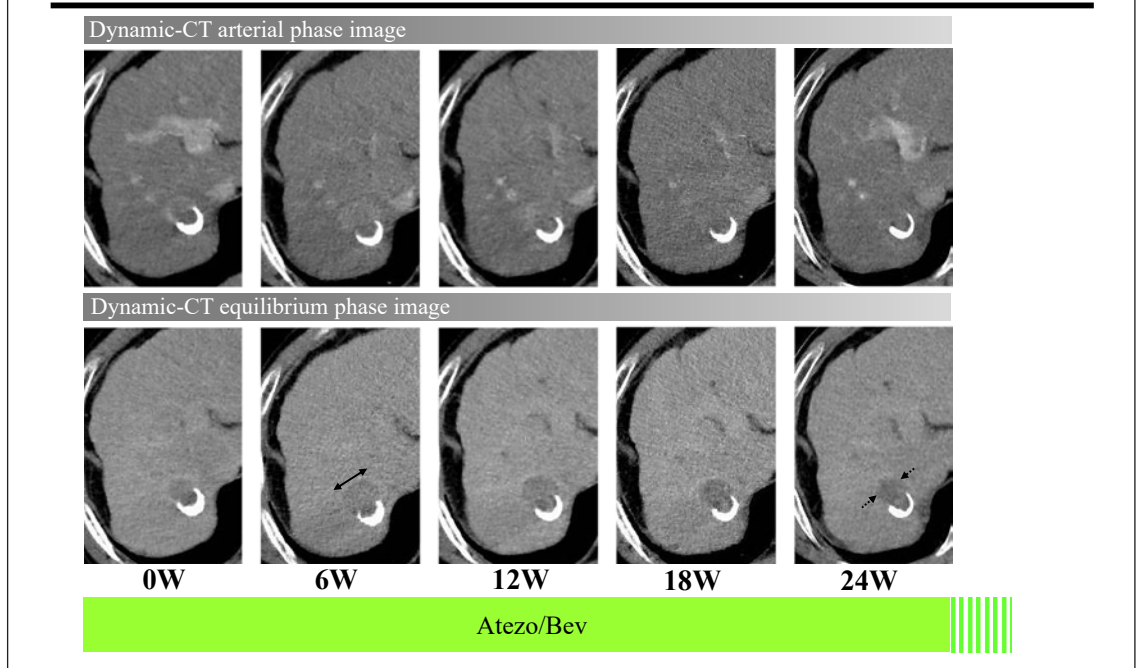 Dynamic-CT arterial phase image
Dynamic-CT equilibrium phase image
0W 6W 12W 18W 24W
Atezo/Bev